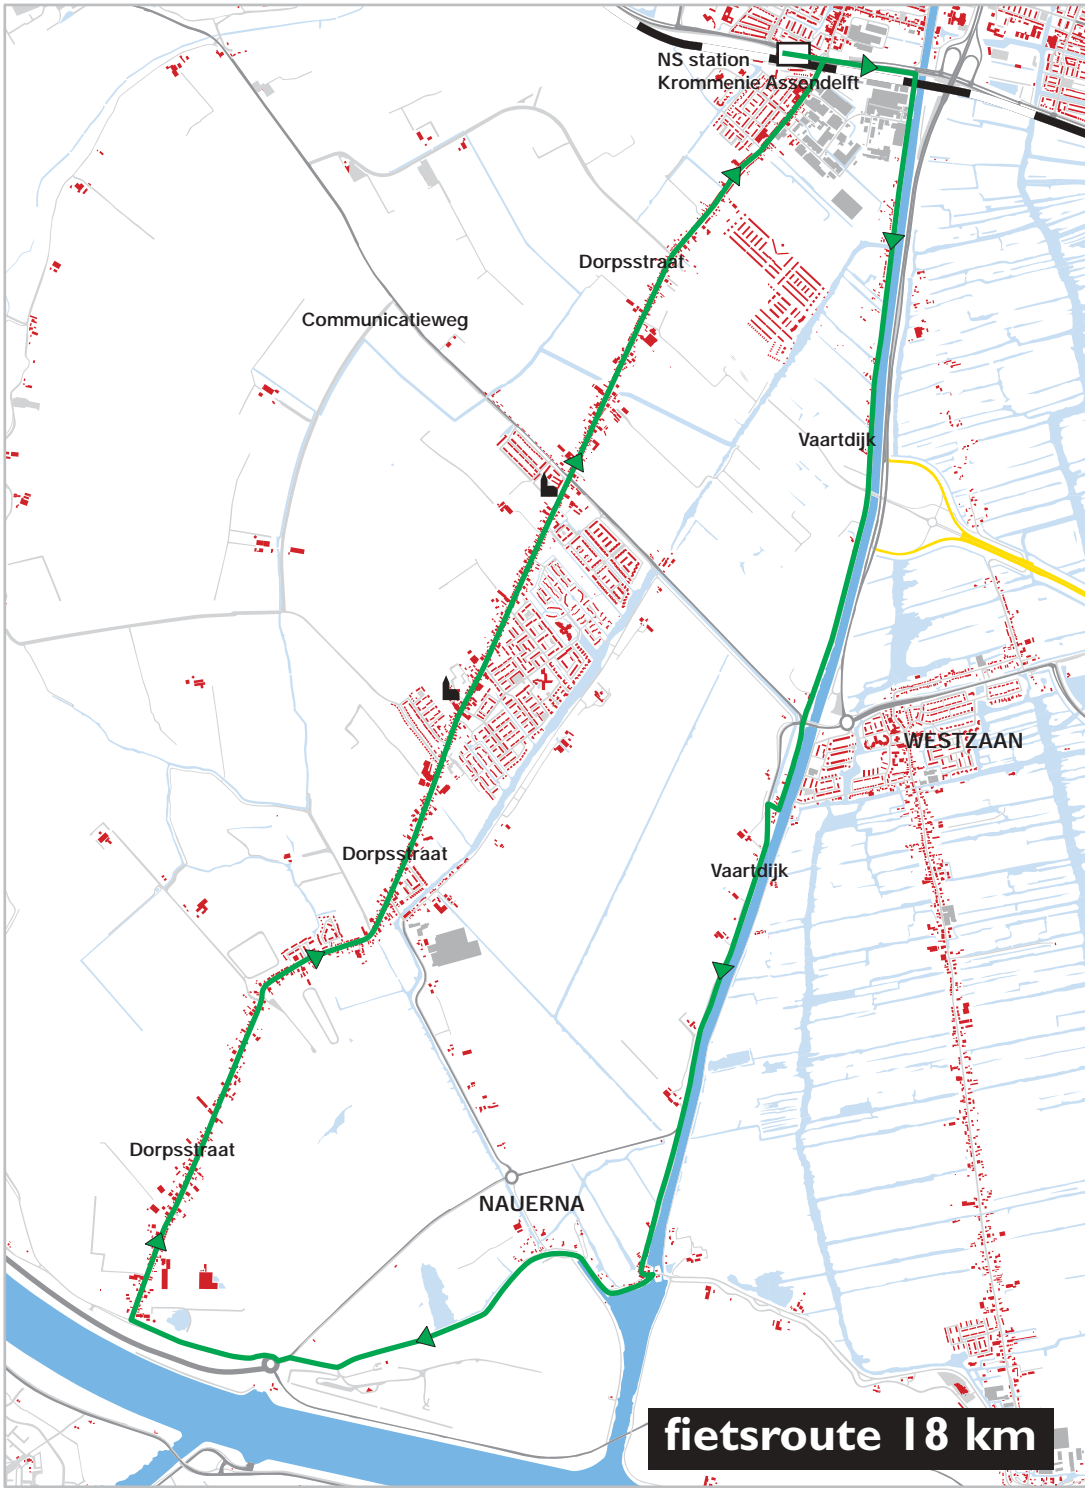 NS station
Krommenie Assendelft
Dorpsstraat
Communicatieweg
Vaartdijk
WESTZAAN
Dorpsstraat
Vaartdijk
Dorpsstraat
NAUERNA
fietsroute 18 km